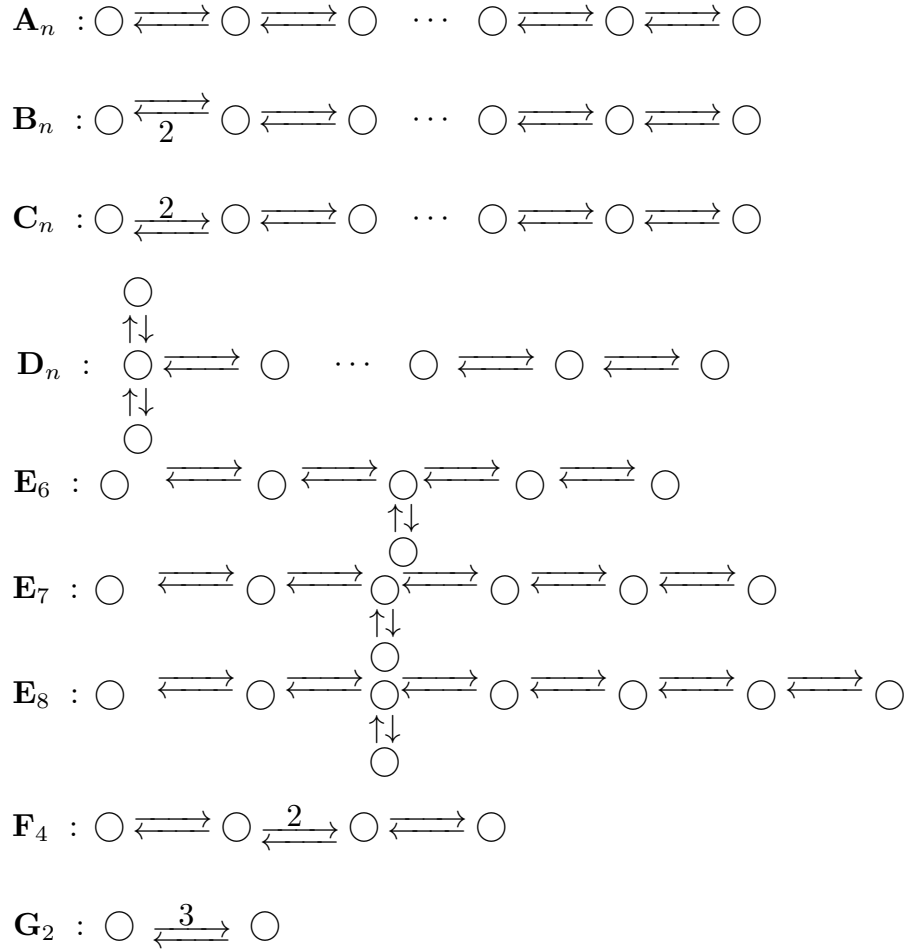 A_n : ···
B_n : 2 ···
C_n : 2 ···
D_n : ···
E_6 :
E_7 :
E_8 :
F_4 : 2
G_2 : 3